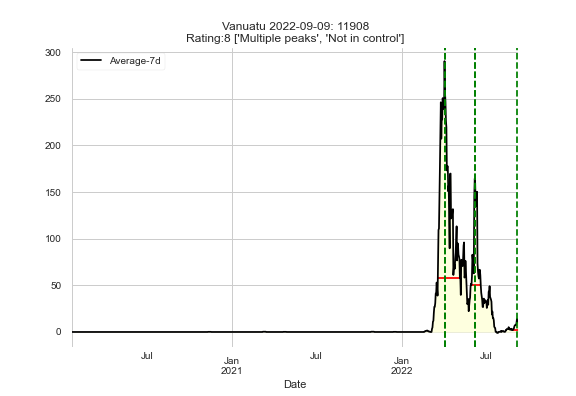 Vanuatu 2022-09-09: 11908
Rating:8 ['Multiple peaks', 'Not in control']
Average-7d
300
250
200
150
100
50
0
Jul
Jan
2021
Jul
Jan
2022
Jul
Date